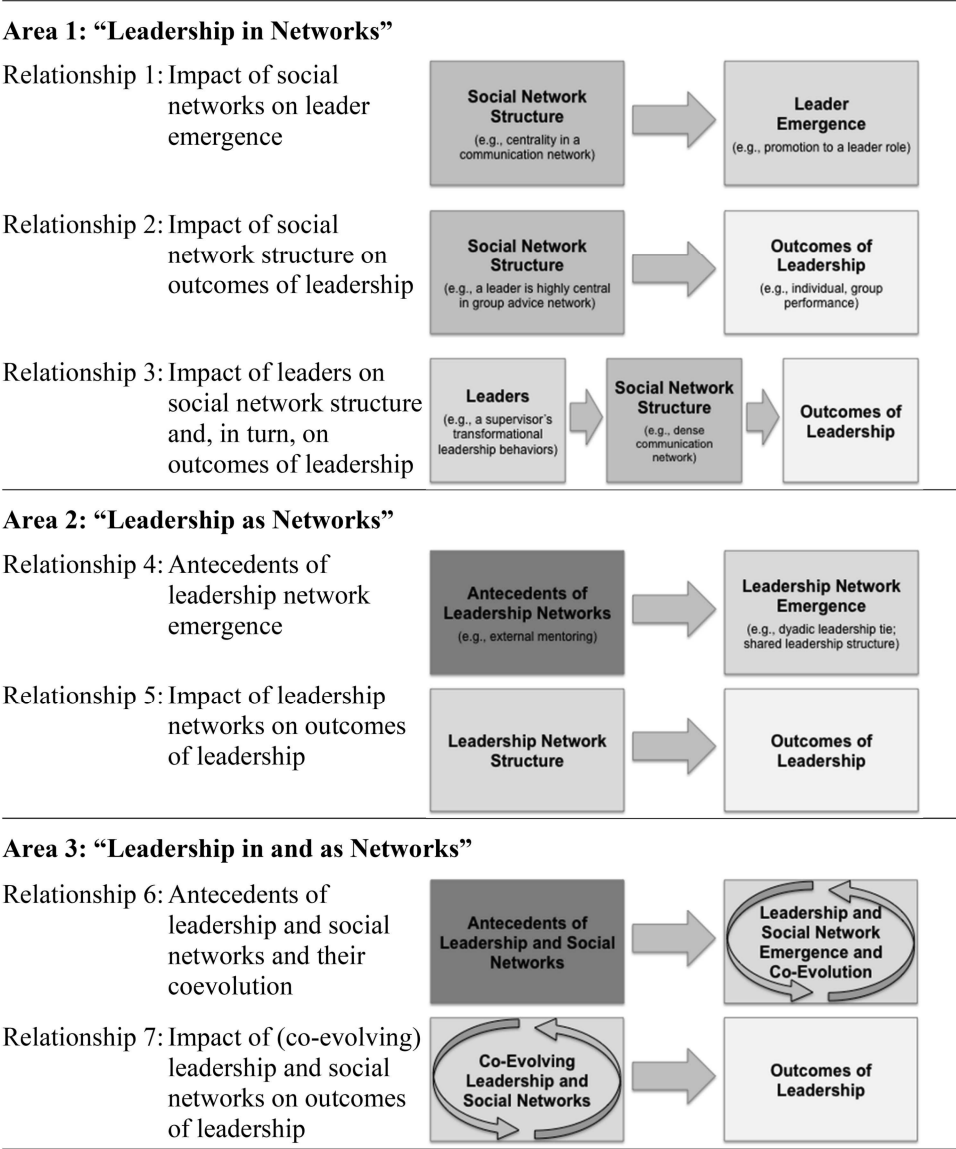 Area 1: “Leadership in Networks”
Relationship 1: Impact of social
networks on leader
emergence
Social Network
Structure
(e.g., centrality in a
communication network)
Leader
Emergence
(e.g., promotion to a leader role)
Relationship 2: Impact of social
network structure on
outcomes of leadership
Social Network
Structure
(e.g., a leader is highly central
in group advice network)
Outcomes of
Leadership
(e.g., individual, group
performance)
Relationship 3: Impact of leaders on
social network structure
and, in turn, on
outcomes of leadership
Leaders
(e.g., a supervisor’s
transformational
leadership behaviors)
Social Network
Structure
(e.g., dense
communication
network)
Outcomes of
Leadership
Area 2: “Leadership as Networks”
Relationship 4: Antecedents of
leadership network
emergence
Antecedents of
Leadership Networks
(e.g., external mentoring)
Leadership Network
Emergence
(e.g., dyadic leadership tie;
shared leadership structure)
Relationship 5: Impact of leadership
networks on outcomes
of leadership
Leadership Network
Structure
Outcomes of
Leadership
Area 3: “Leadership in and as Networks”
Relationship 6: Antecedents of
leadership and social
networks and their
coevolution
Antecedents of
Leadership and Social
Networks
Leadership and
Social Network
Emergence and
Co-Evolution
Relationship 7: Impact of (co-evolving)
leadership and social
networks on outcomes
of leadership
Co-Evolving
Leadership and
Social Networks
Outcomes of
Leadership